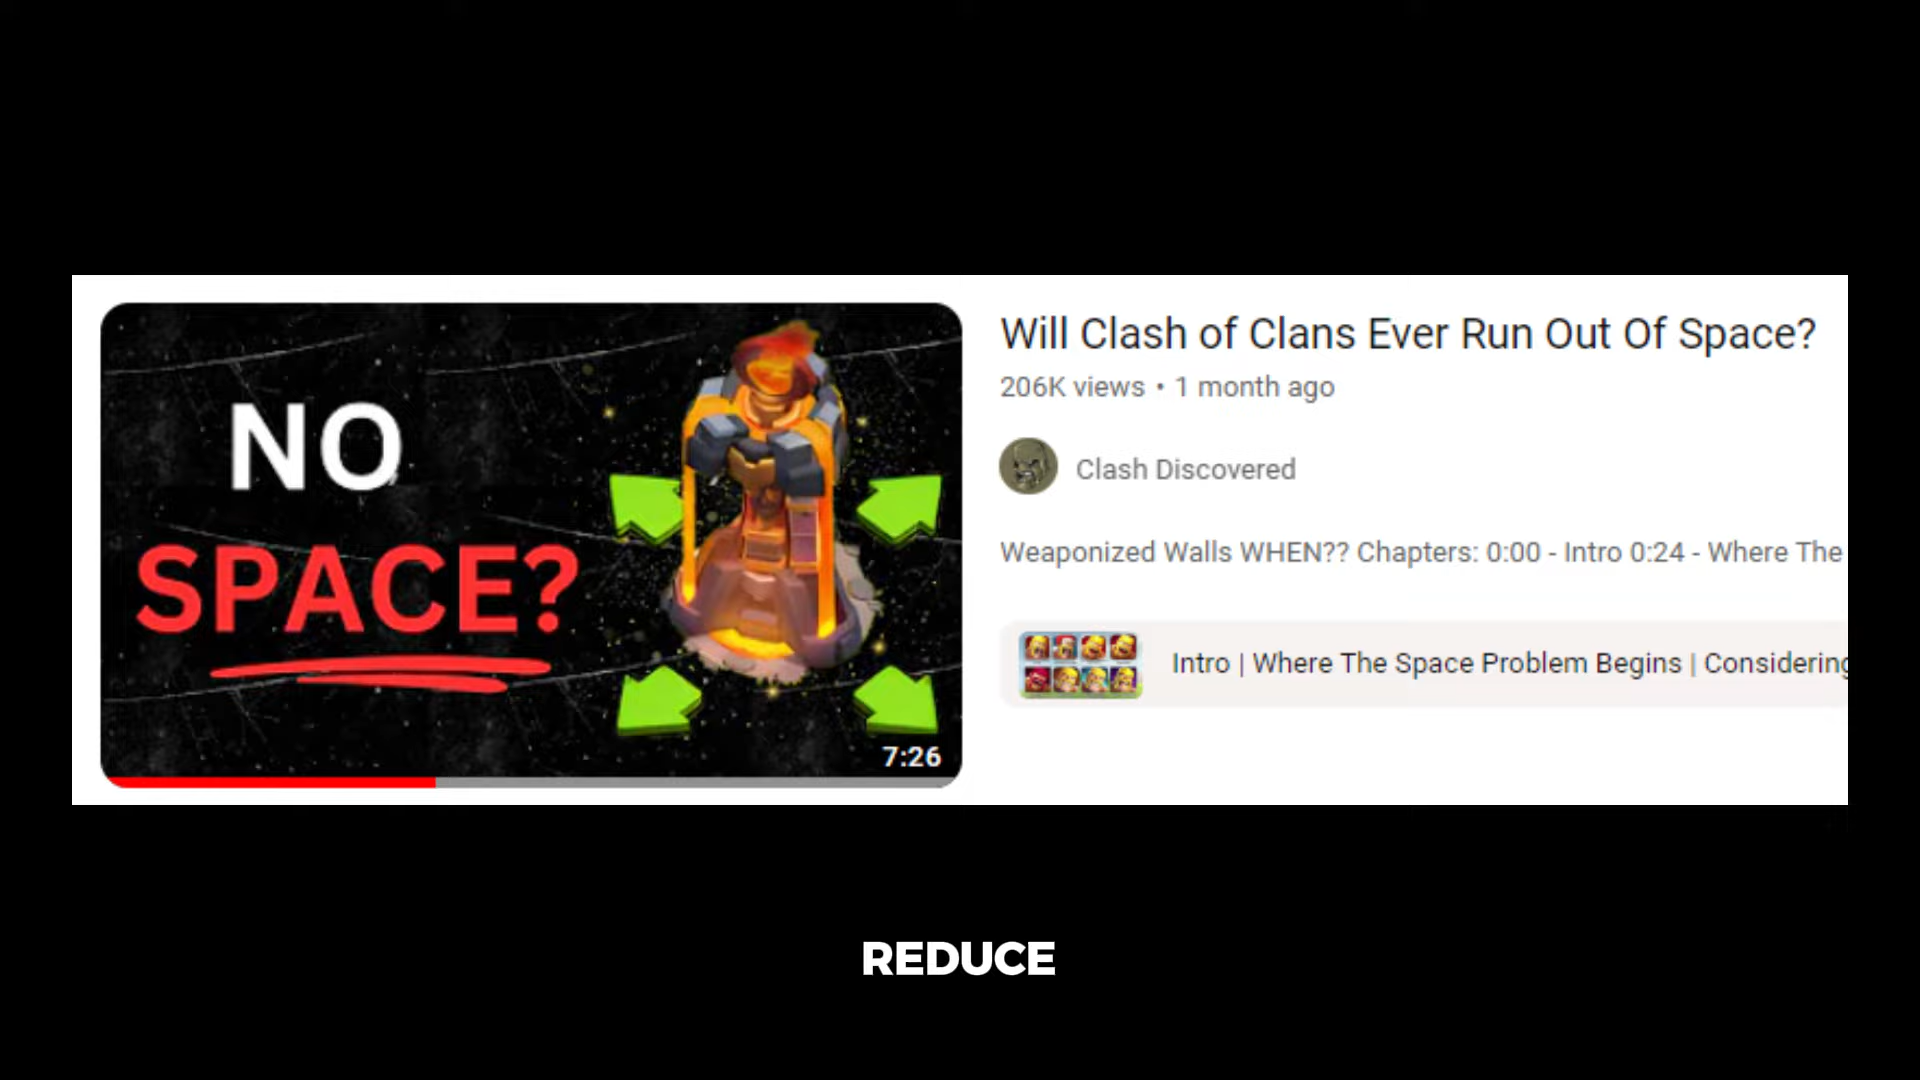 NO
SPACE?
7:26
Will Clash of Clans Ever Run Out Of Space?
206K views • 1 month ago
Clash Discovered
Weaponized Walls WHEN?? Chapters: 0:00 - Intro 0:24 - Where The
Intro | Where The Space Problem Begins | Considering
REDUCE